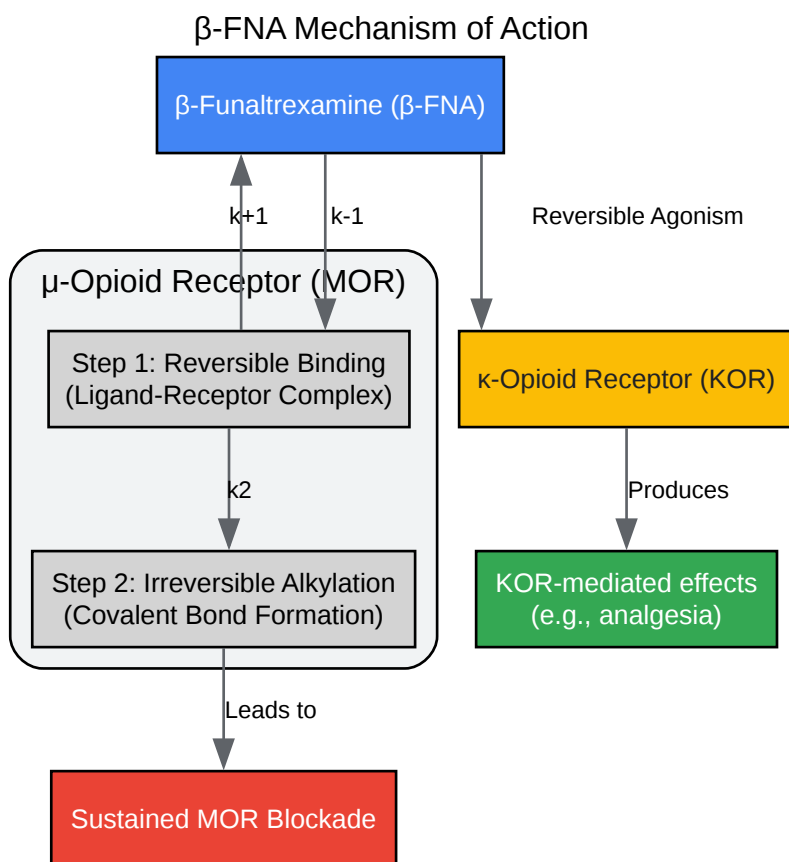 β-FNA Mechanism of Action
β-Funaltrexamine (β-FNA)
k+1
k-1
Reversible Agonism
μ-Opioid Receptor (MOR)
Step 1: Reversible Binding
(Ligand-Receptor Complex)
κ-Opioid Receptor (KOR)
k2
Produces
Step 2: Irreversible Alkylation
(Covalent Bond Formation)
KOR-mediated effects
(e.g., analgesia)
Leads to
Sustained MOR Blockade